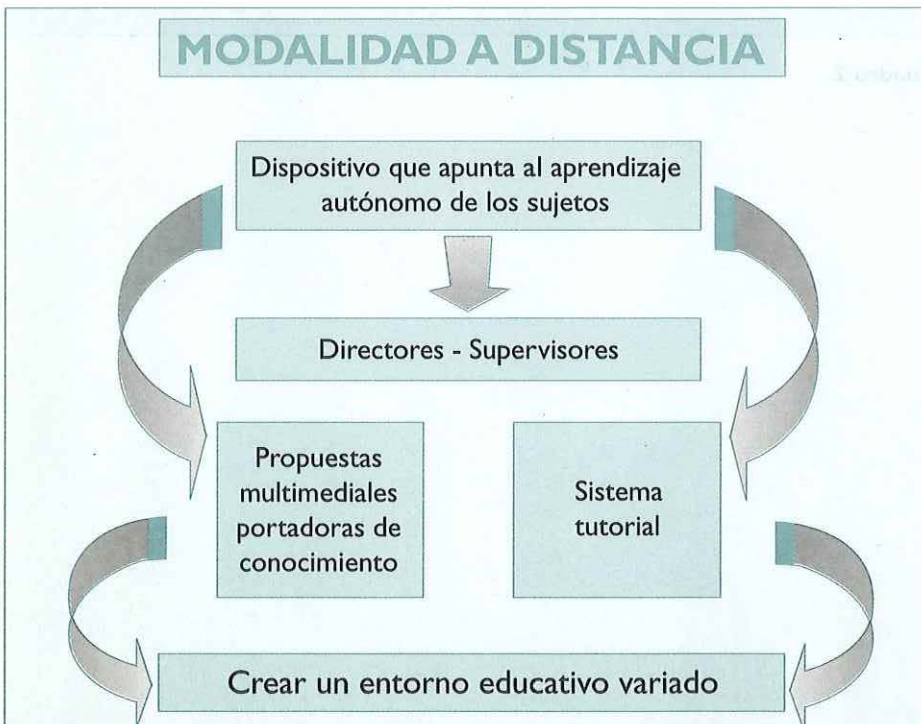 MODALIDAD A DISTANCIA
Dispositivo que apunta al aprendizaje
autónomo de los sujetos
Directores - Supervisores
Propuestas
multimediales
portadoras de
conocimiento
Sistema
tutorial
Crear un entorno educativo variado